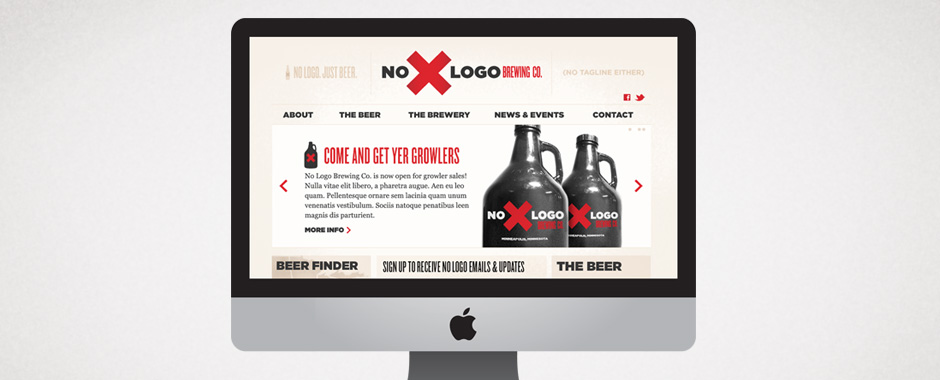 NO LOGO. JUST BEER.
NO X LOGO BREWING CO.
(NO TAGLINE EITHER)
ABOUT THE BEER THE BREWERY NEWS & EVENTS CONTACT
COME AND GET YER GROWLERS
No Logo Brewing Co. is now open for growler sales!
Nulla vitae elit libero, a pharetra augue. Aen eu leo
quam. Pellentesque ornare sem lacinia quam unum
venenatis vestibulum. Sociis natoque penatibus leen
magnis dis parturient.
MORE INFO
NO X LOGO
MINNEAPOLIS, MINNESOTA
X LOGO
BEER FINDER
SIGN UP TO RECEIVE NO LOGO EMAILS & UPDATES
THE BEER